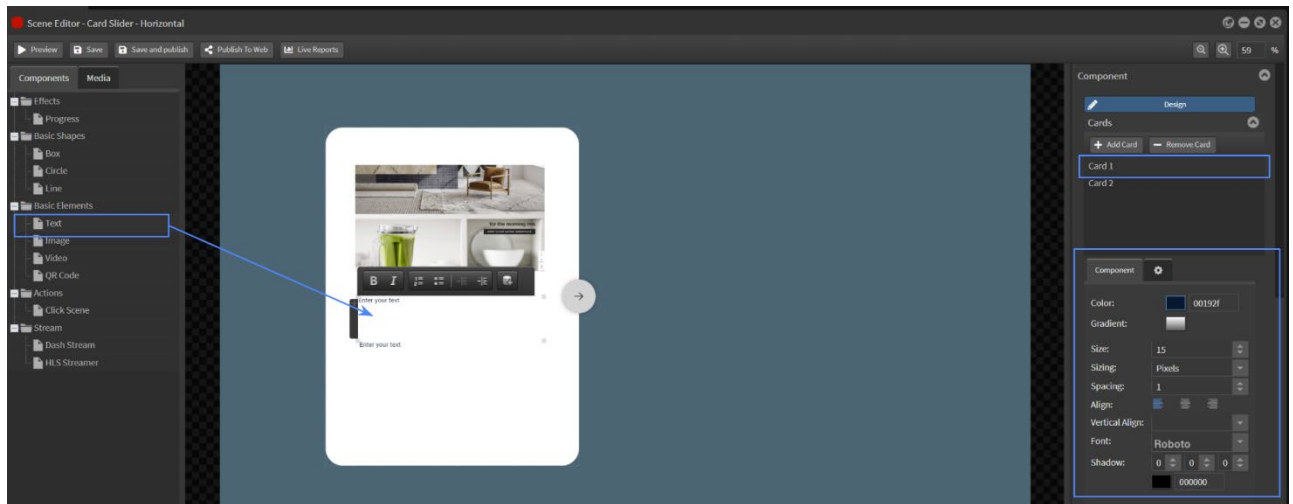 Scene Editor - Card Slider - Horizontal
Preview Save Save and publish Publish To Web Live Reports 59 %
Components Media
Effects
Progress
Basic Shapes
Box
Circle
Line
Basic Elements
Text
Image
Video
QR Code
Actions
Click Scene
Stream
Dash Stream
HLS Streamer
for the morning mix
B I
Enter your text
Enter your text
Component
Design
Cards
Add Card Remove Card
Card 1
Card 2
Component
Color: 00192f
Gradient:
Size: 15
Sizing: Pixels
Spacing: 1
Align:
Vertical Align:
Font: Roboto
Shadow: 0 0 0
000000